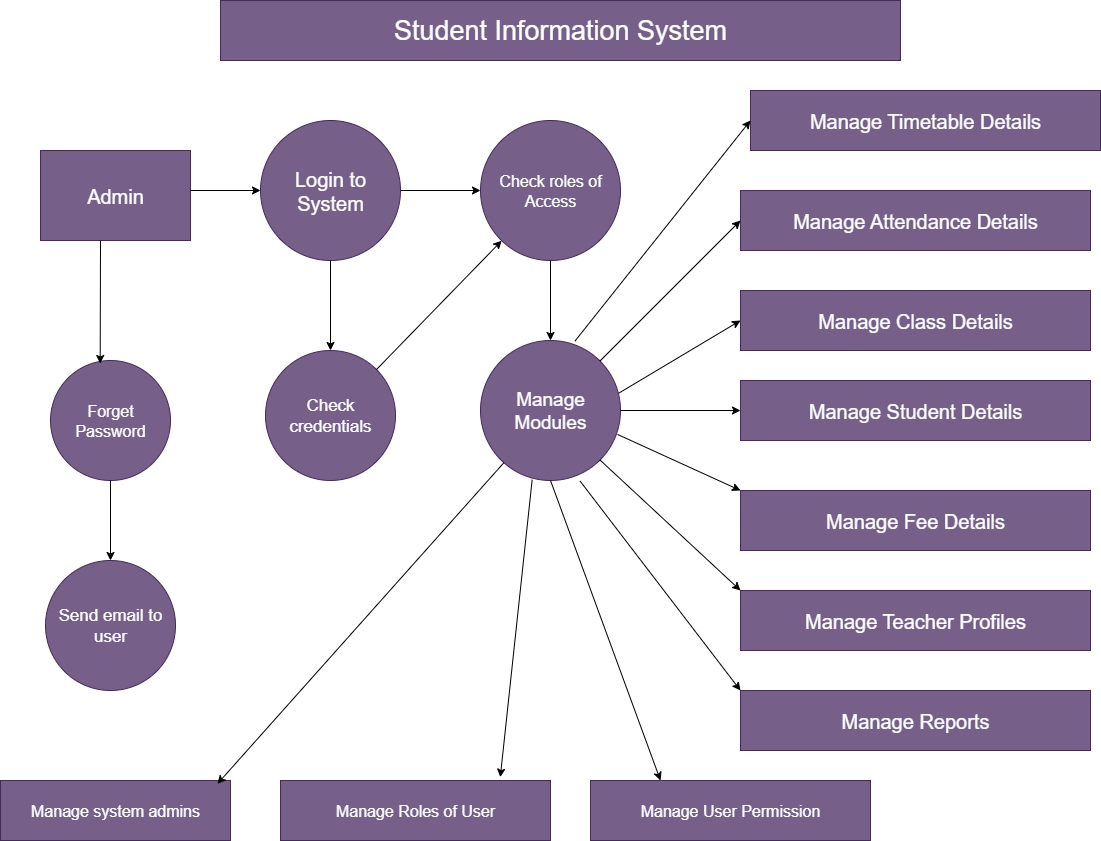 Student Information System
Manage Timetable Details
Admin
Login to
System
Check roles of
Access
Manage Attendance Details
Manage Class Details
Forget
Password
Check
credentials
Manage
Modules
Manage Student Details
Manage Fee Details
Send email to
user
Manage Teacher Profiles
Manage Reports
Manage system admins
Manage Roles of User
Manage User Permission